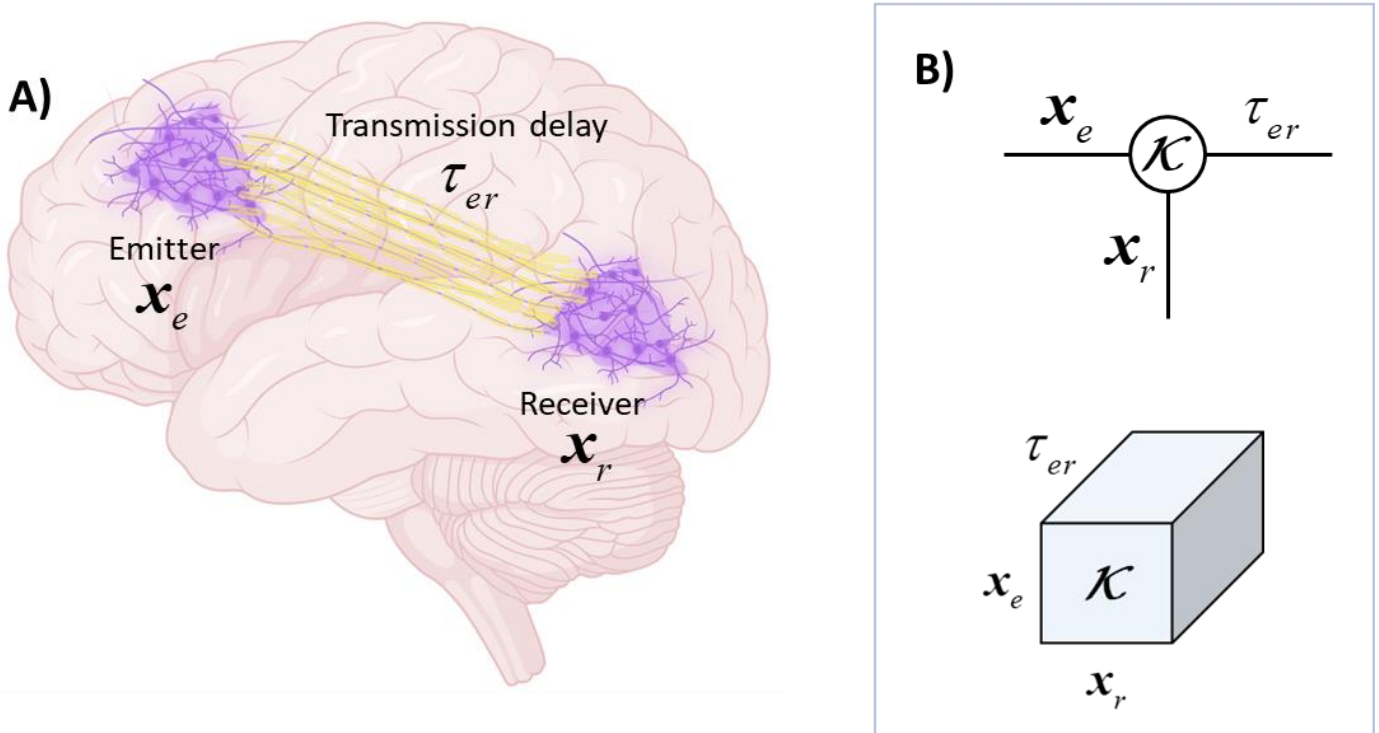 A)
Transmission delay
τer
Emitter
xe
Receiver
xr
B)
xe
τer
K
xr
τer
xe
K
xr